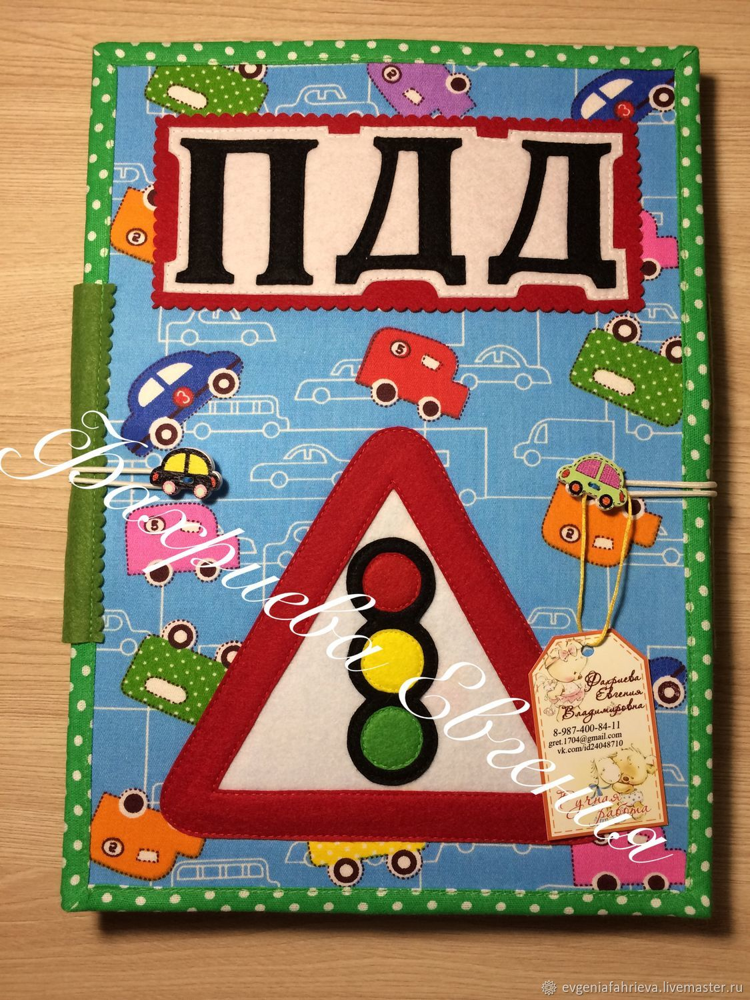 ПДД
Фахриева Евгения
Фахриева
Евгения
Владимировна
8-987-400-84-11
gret.1704@gmail.com
vk.com/id24048710
Ручная
работа
evgeniafahrieva.livemaster.ru